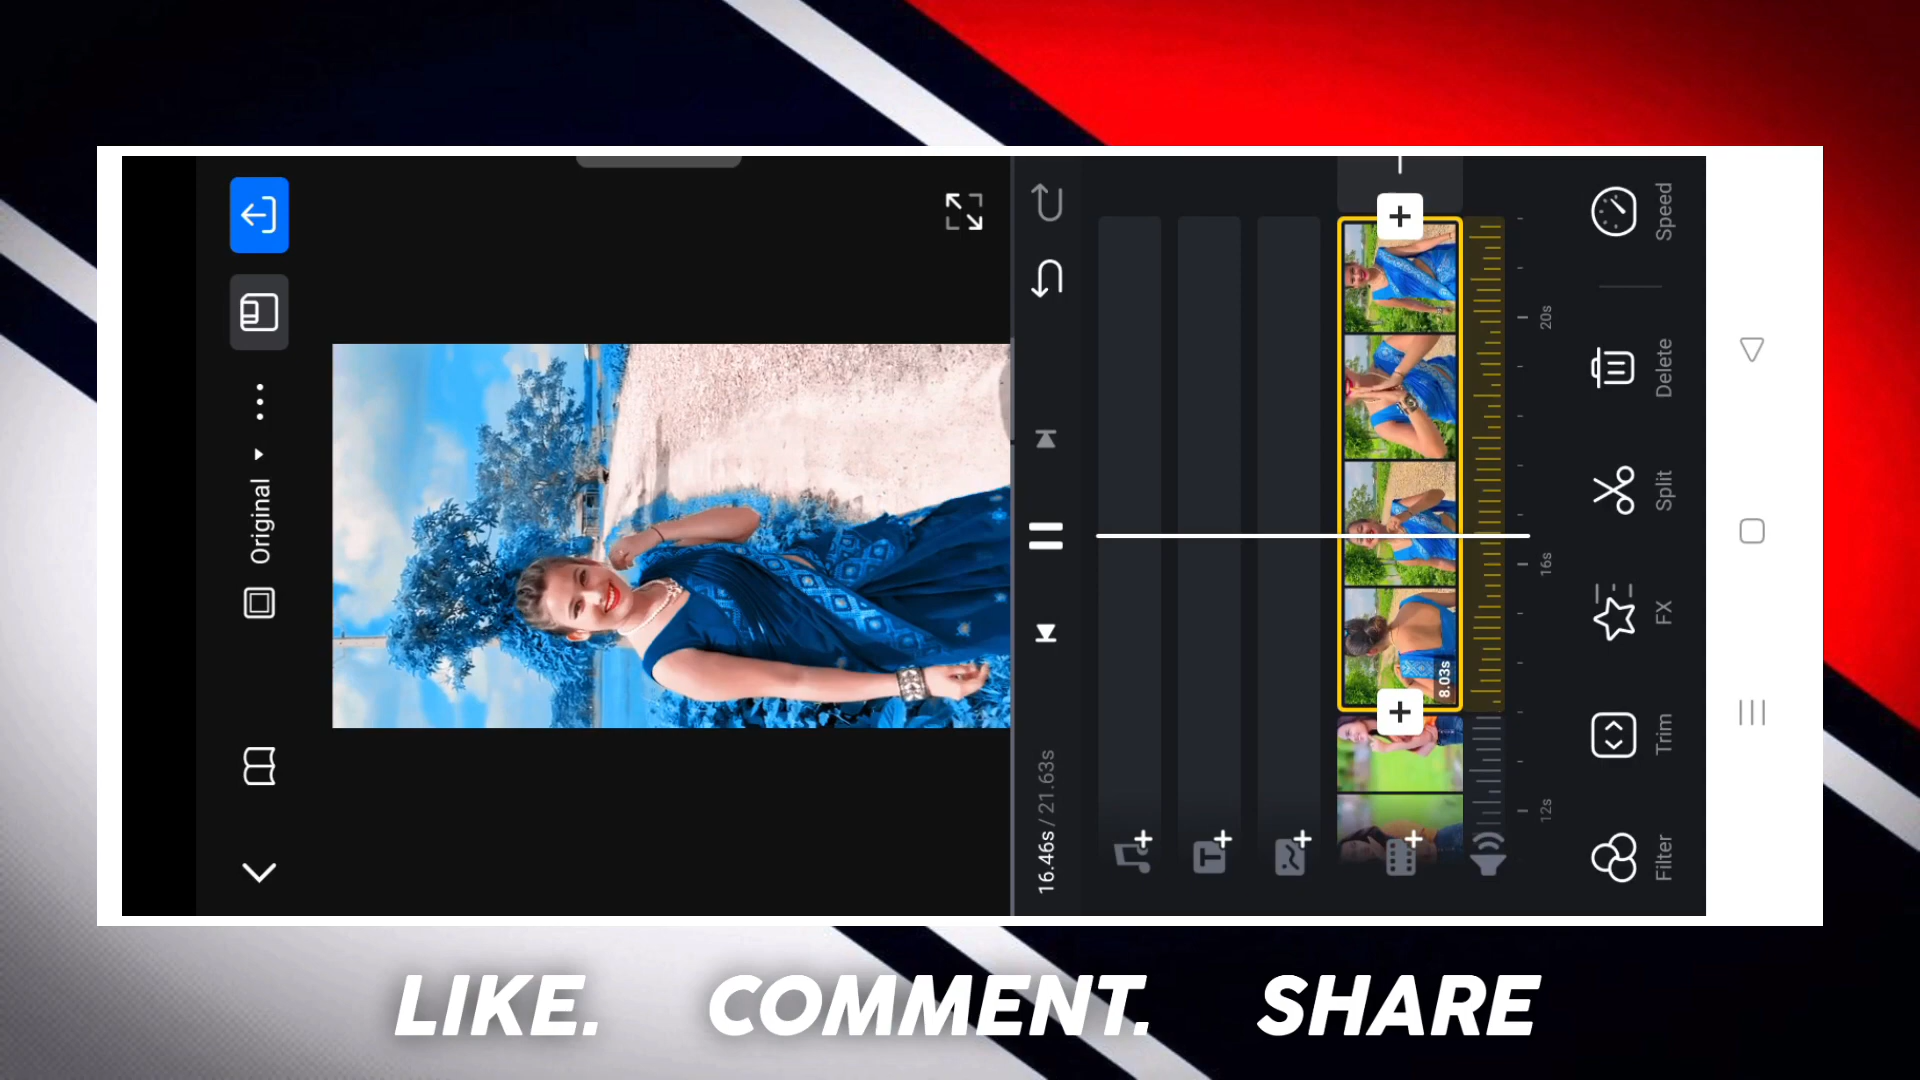 Original
16.46s / 21.63s
8.03s
20s
16s
12s
Speed
Delete
Split
FX
Trim
Filter
LIKE. COMMENT. SHARE